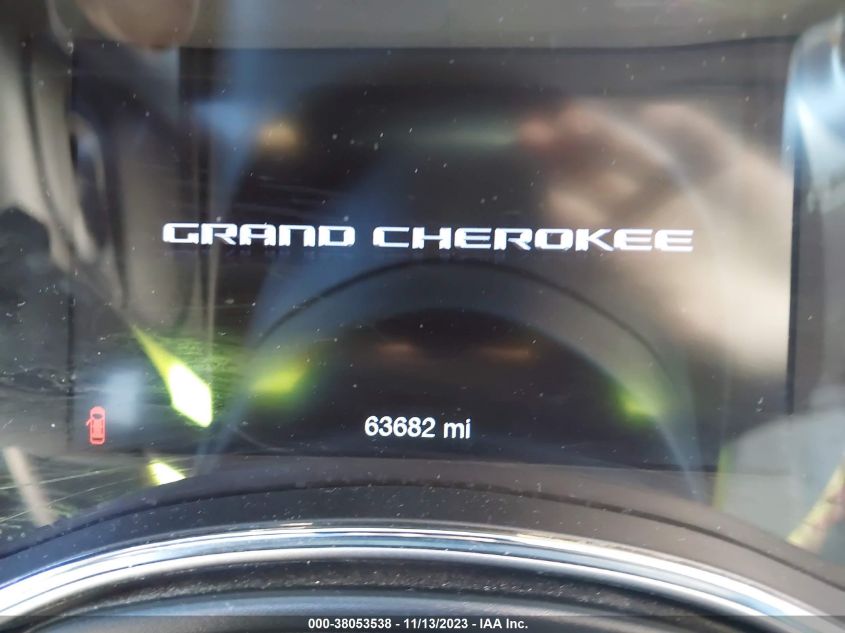 GRAND CHEROKEE
63682 mi
000-38053538 - 11/13/2023 - IAA Inc.